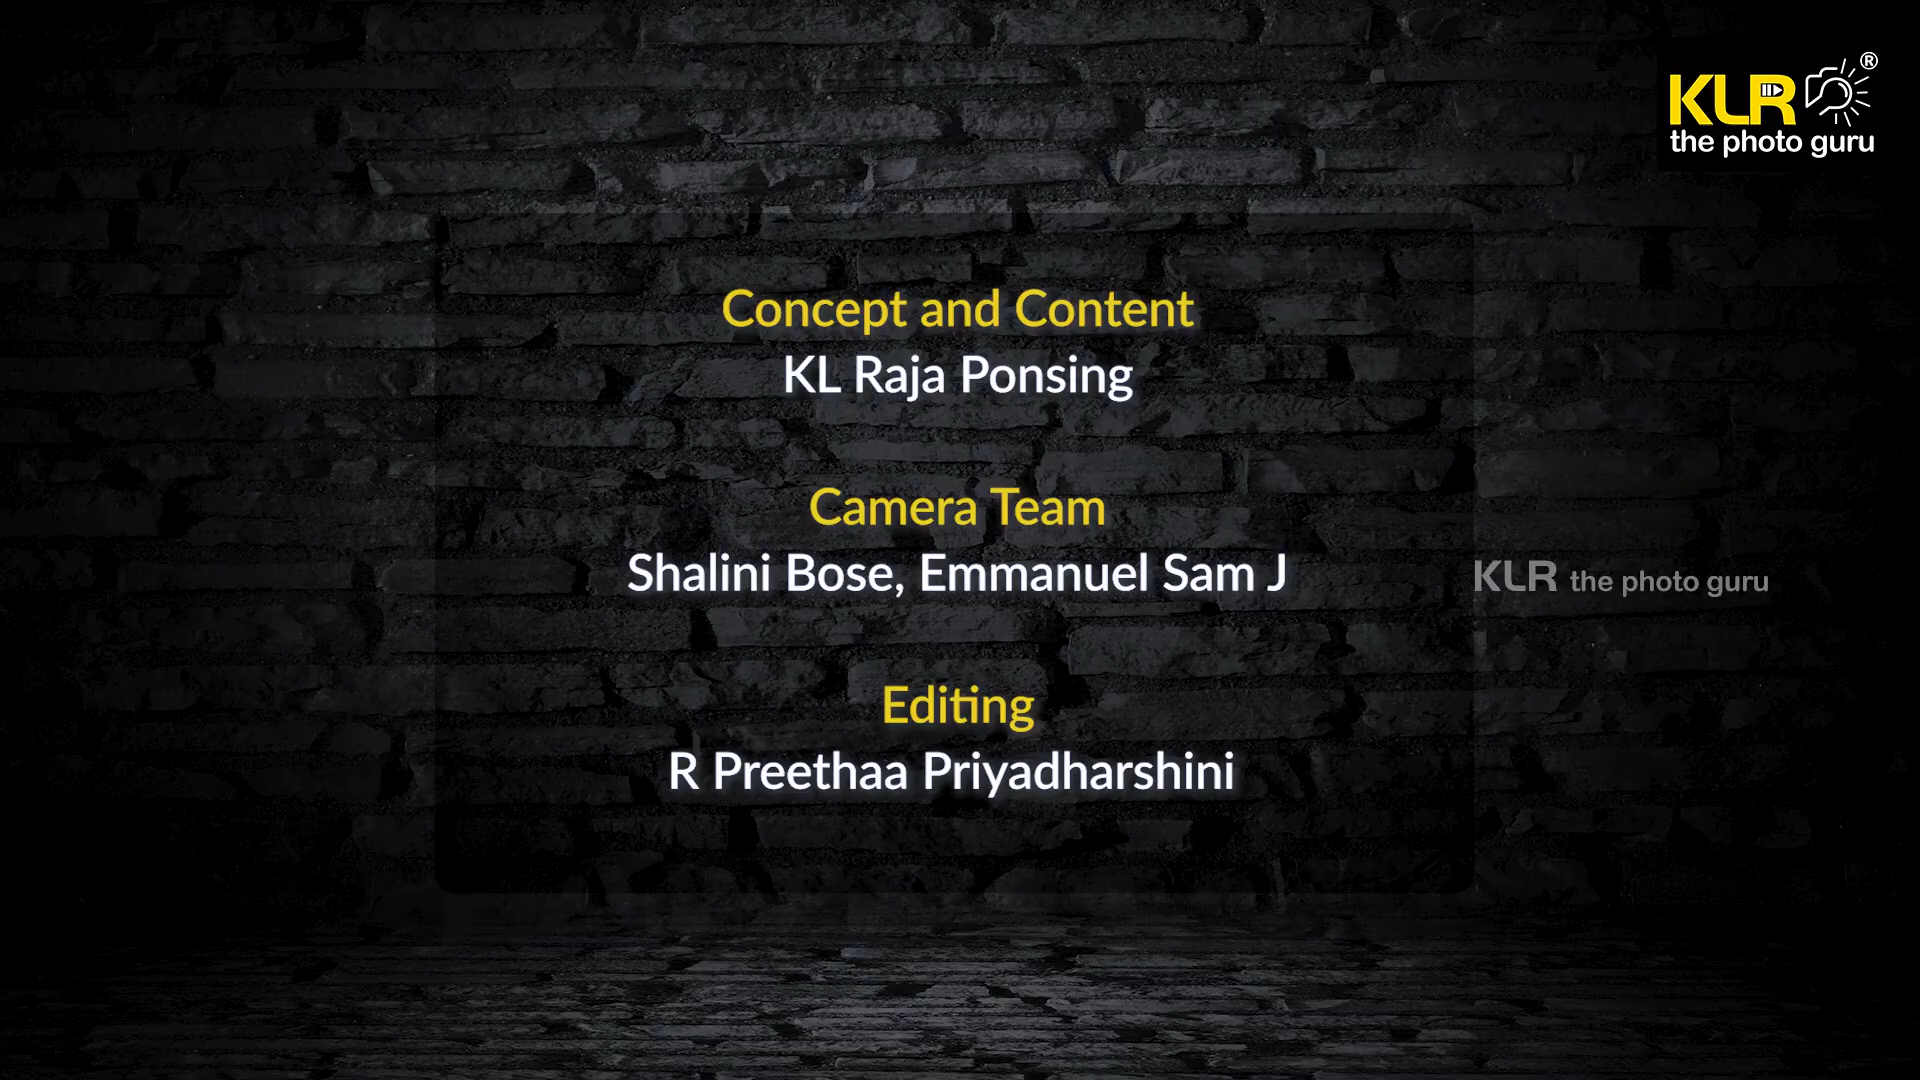 KLR ®
the photo guru
Concept and Content
KL Raja Ponsing
Camera Team
Shalini Bose, Emmanuel Sam J
KLR the photo guru
Editing
R Preethaa Priyadharshini